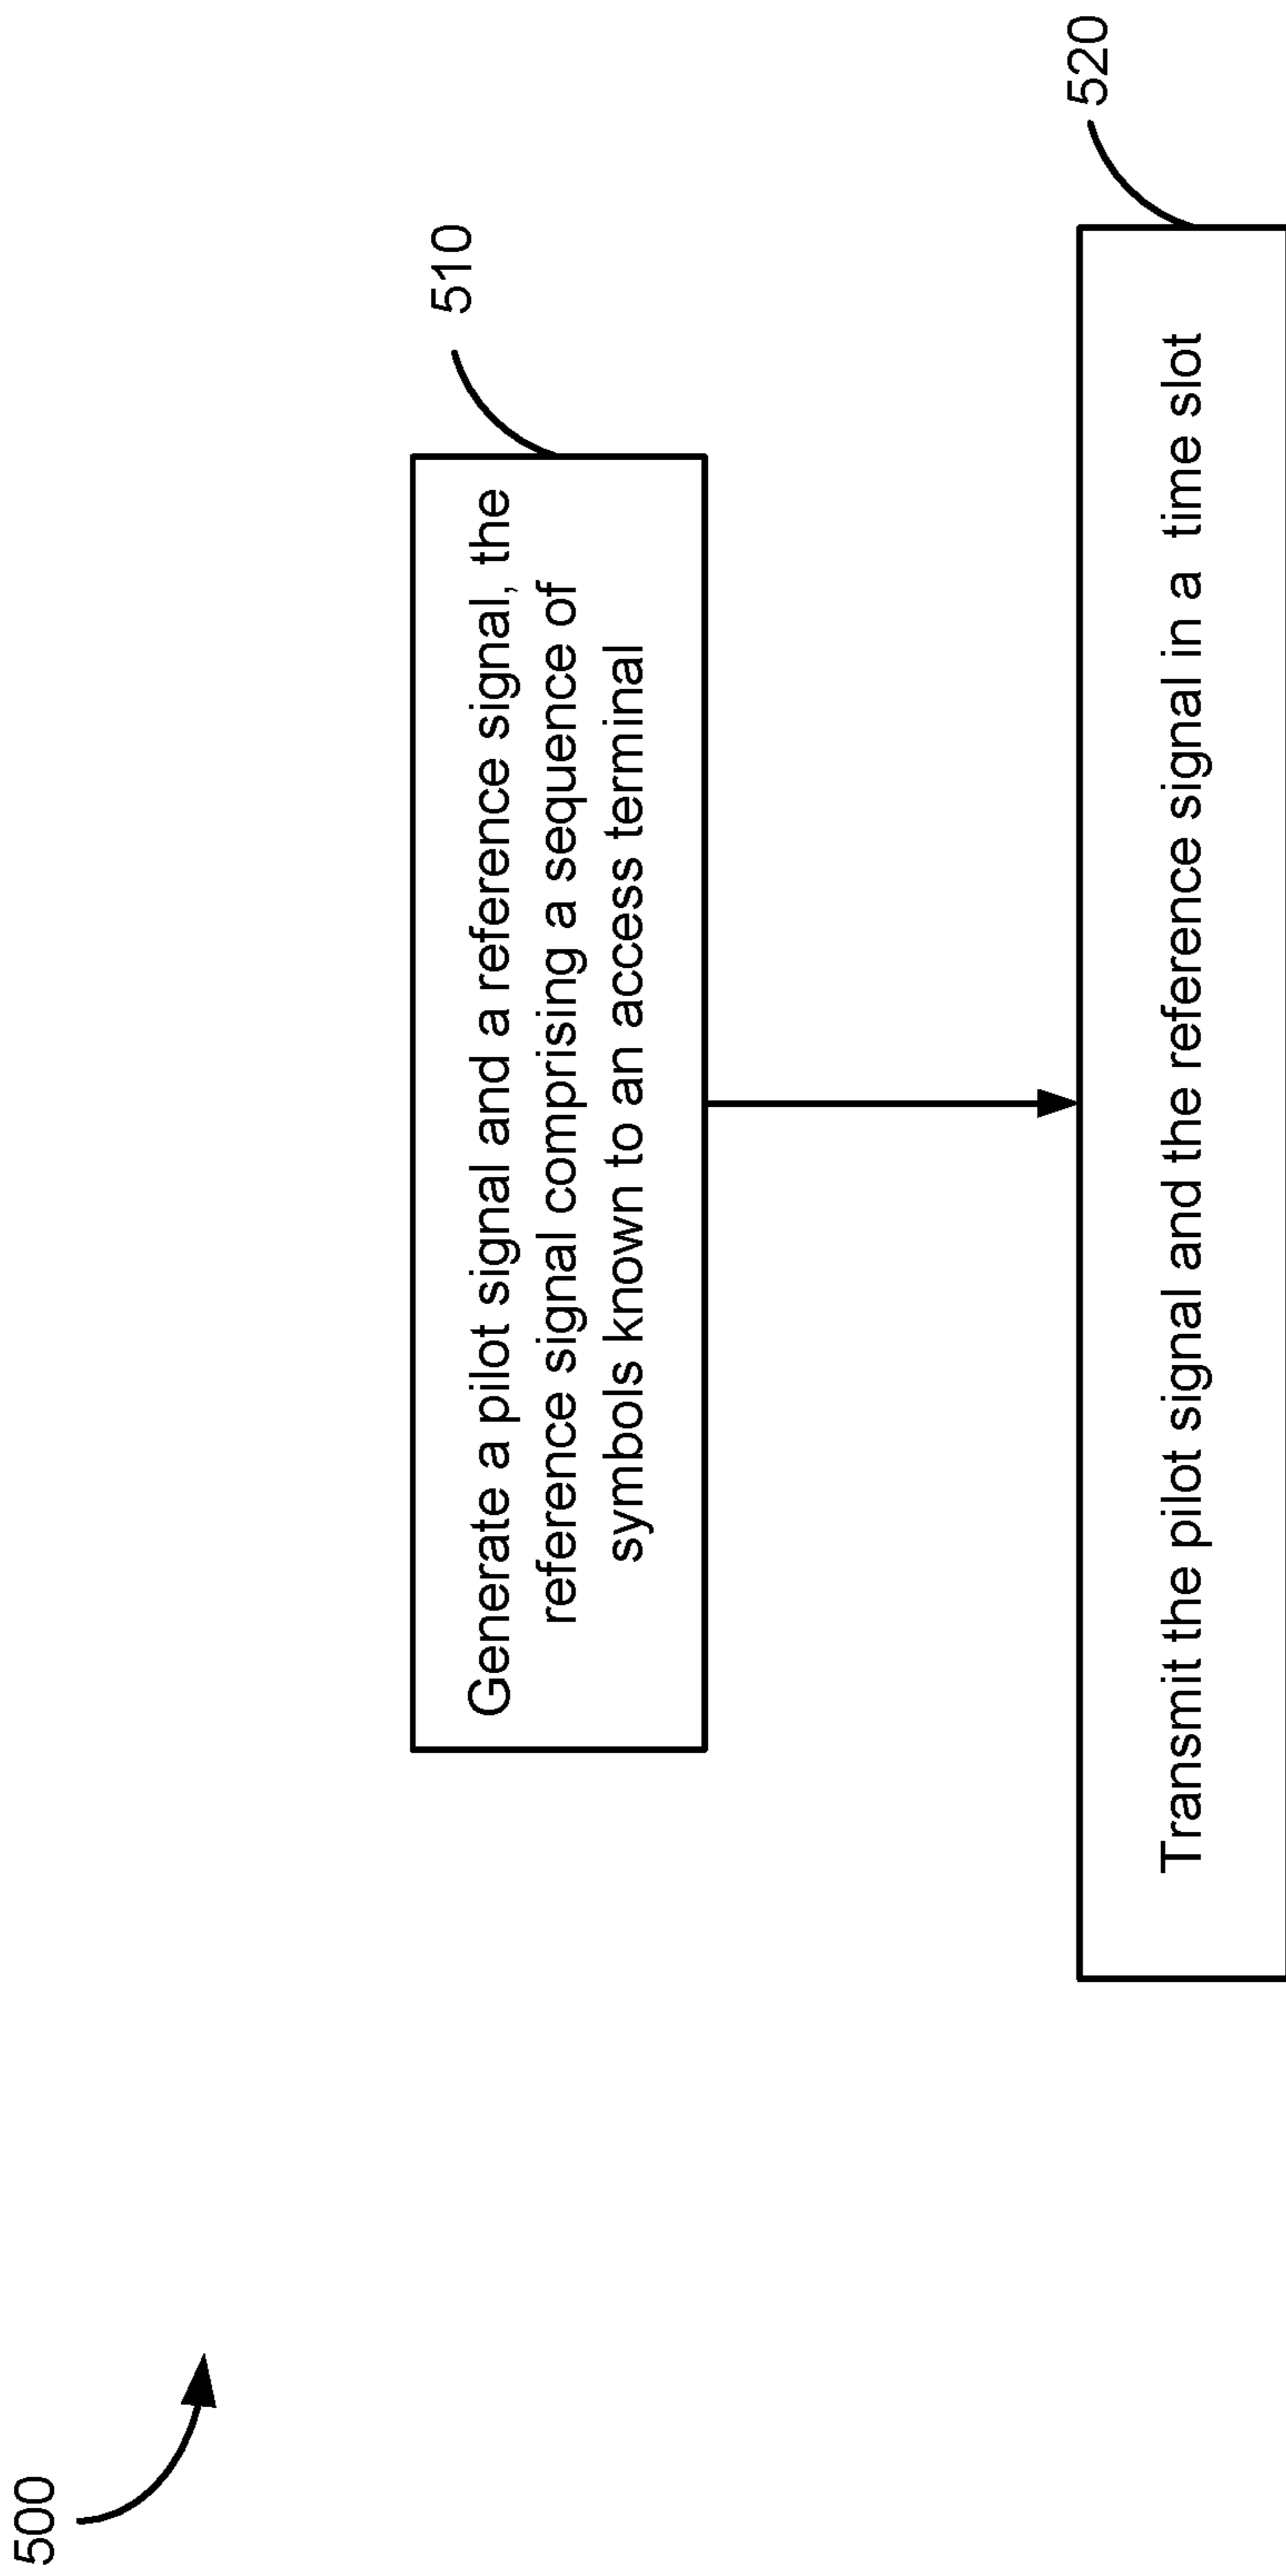 500
510
Generate a pilot signal and a reference signal, the
reference signal comprising a sequence of
symbols known to an access terminal
520
Transmit the pilot signal and the reference signal in a time slot